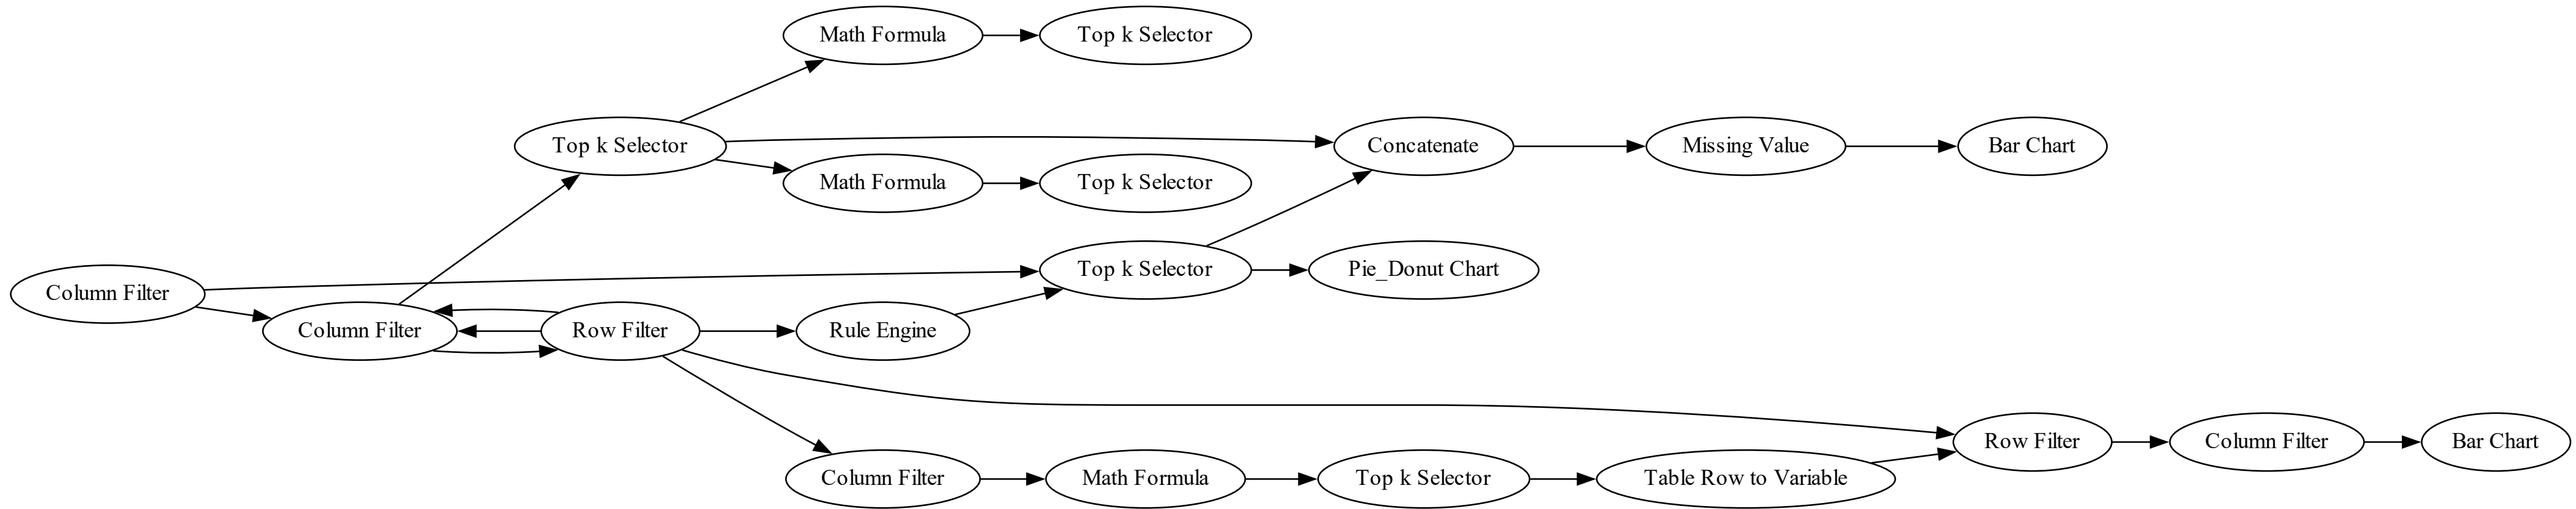 Math Formula
Top k Selector
Top k Selector
Concatenate
Missing Value
Bar Chart
Math Formula
Top k Selector
Column Filter
Top k Selector
Pie_Donut Chart
Column Filter
Row Filter
Rule Engine
Row Filter
Column Filter
Bar Chart
Column Filter
Math Formula
Top k Selector
Table Row to Variable